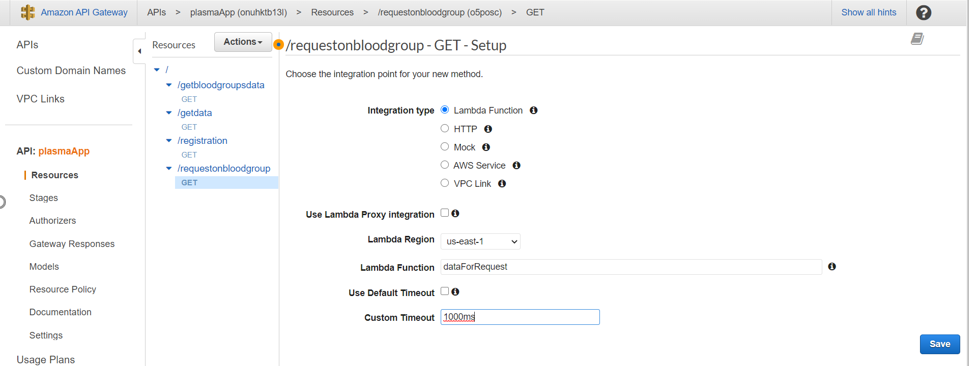 Amazon API Gateway APIs > plasmaApp (onuhktb13l) > Resources > /requestonbloodgroup (o5posc) > GET Show all hints ?
APIs
Custom Domain Names
VPC Links
API: plasmaApp
Resources
Stages
Authorizers
Gateway Responses
Models
Resource Policy
Documentation
Settings
Usage Plans
Resources Actions
/
/getbloodgroupsdata
GET
/getdata
GET
/registration
GET
/requestonbloodgroup
GET
/requestonbloodgroup - GET - Setup
Choose the integration point for your new method.
Integration type Lambda Function
HTTP
Mock
AWS Service
VPC Link
Use Lambda Proxy integration
Lambda Region us-east-1
Lambda Function dataForRequest
Use Default Timeout
Custom Timeout 1000ms
Save